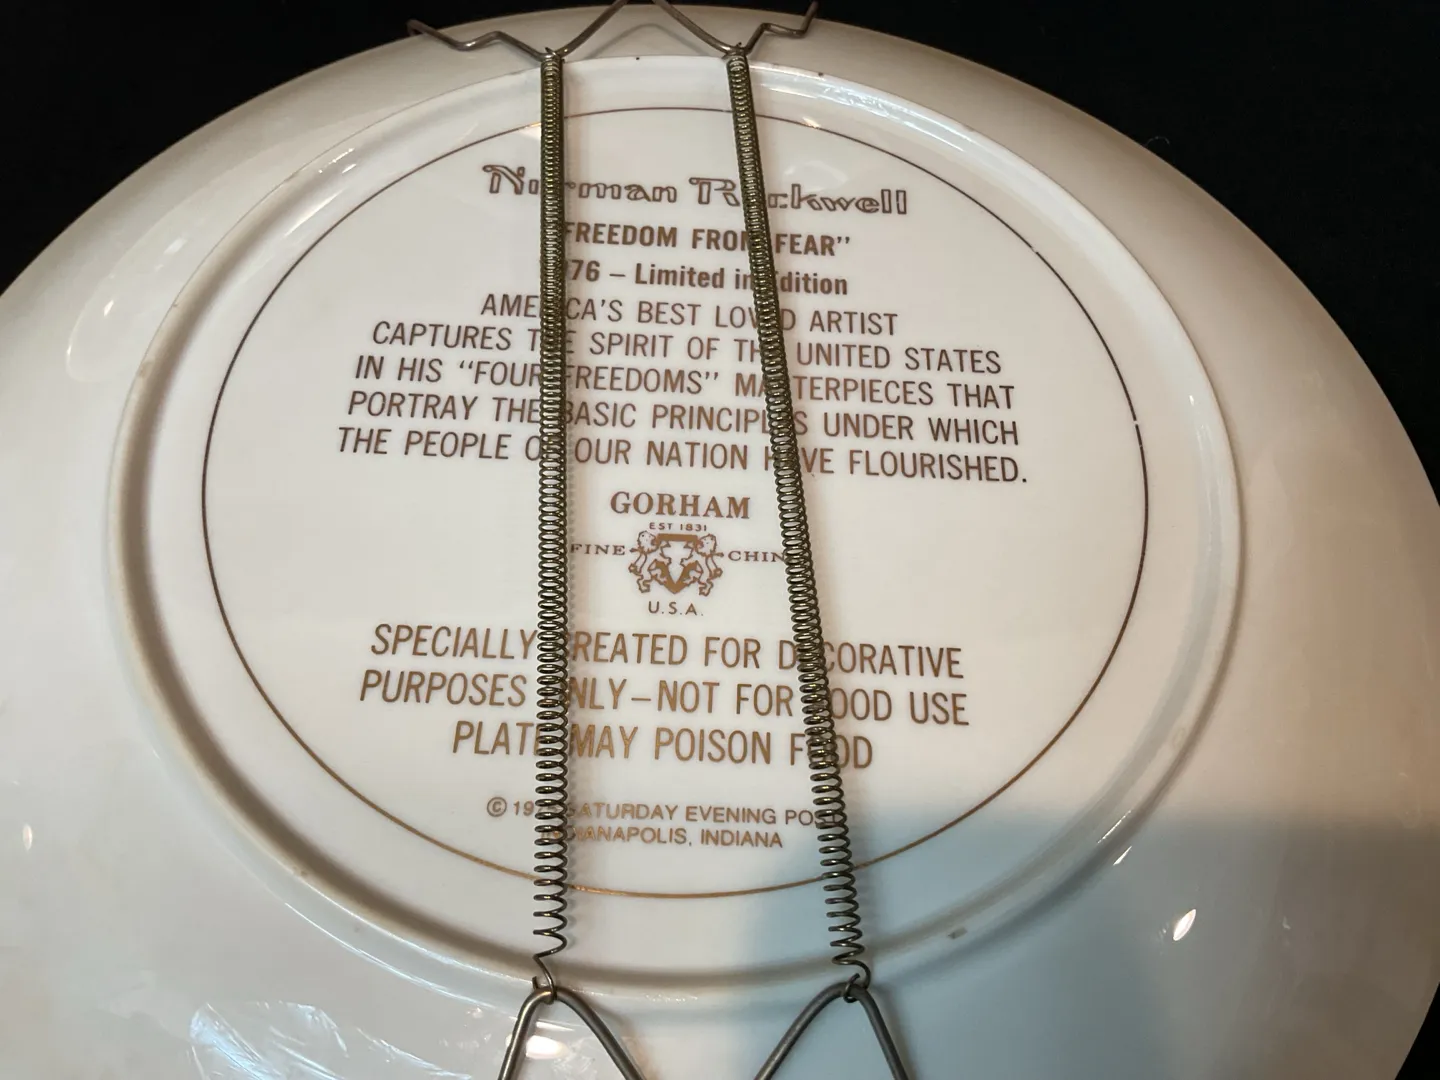 Norman Rockwell
"FREEDOM FROM FEAR"
1976 – Limited in Edition
AMERICA'S BEST LOVED ARTIST
CAPTURES THE SPIRIT OF THE UNITED STATES
IN HIS "FOUR FREEDOMS" MASTERPIECES THAT
PORTRAY THE BASIC PRINCIPLES UNDER WHICH
THE PEOPLE OF OUR NATION HAVE FLOURISHED.
GORHAM
EST 1831
FINE CHINA
U.S.A.
SPECIALLY CREATED FOR DECORATIVE
PURPOSES ONLY–NOT FOR FOOD USE
PLATE MAY POISON FOOD
© 1975 SATURDAY EVENING POST
INDIANAPOLIS, INDIANA